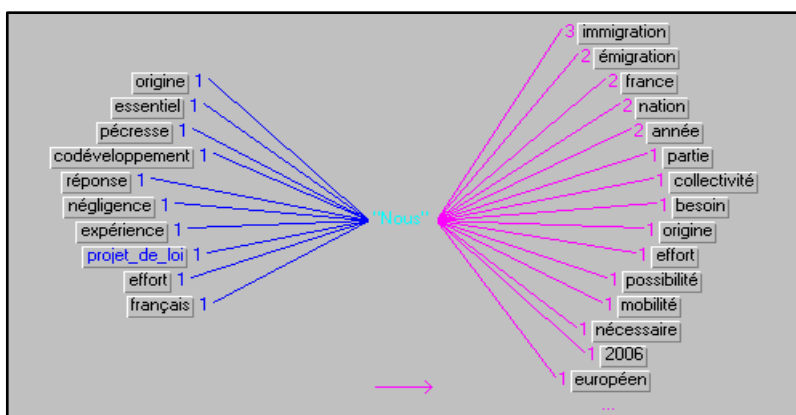 origine 1
essentiel 1
pécresse 1
codéveloppement 1
réponse 1
négligence 1
expérience 1
projet_de_loi 1
effort 1
français 1
"Nous"
3 immigration
2 émigration
2 france
2 nation
2 année
1 partie
1 collectivité
1 besoin
1 origine
1 effort
1 possibilité
1 mobilité
1 nécessaire
1 2006
1 européen
...